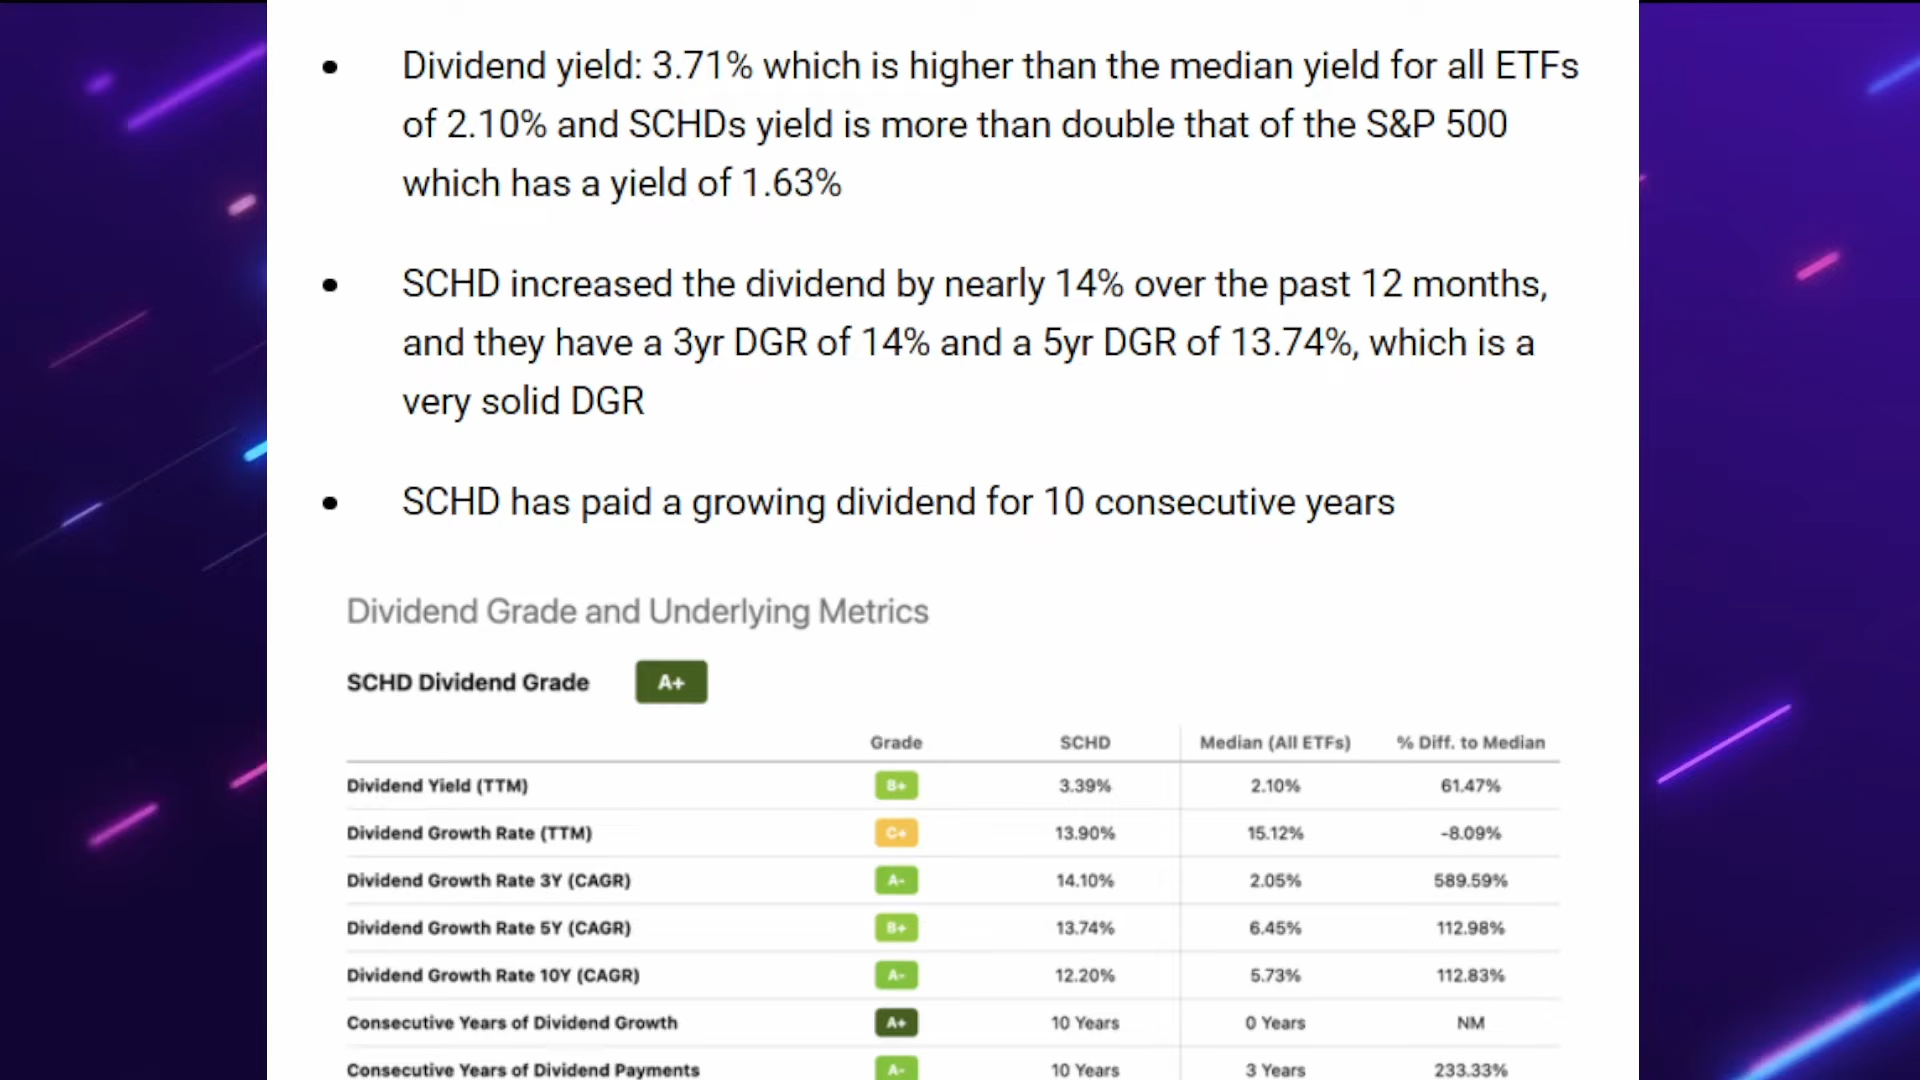 • Dividend yield: 3.71% which is higher than the median yield for all ETFs
of 2.10% and SCHDs yield is more than double that of the S&P 500
which has a yield of 1.63%
• SCHD increased the dividend by nearly 14% over the past 12 months,
and they have a 3yr DGR of 14% and a 5yr DGR of 13.74%, which is a
very solid DGR
• SCHD has paid a growing dividend for 10 consecutive years
Dividend Grade and Underlying Metrics
SCHD Dividend Grade A+
Grade SCHD Median (All ETFs) % Diff. to Median
Dividend Yield (TTM) B+ 3.39% 2.10% 61.47%
Dividend Growth Rate (TTM) C+ 13.90% 15.12% -8.09%
Dividend Growth Rate 3Y (CAGR) A- 14.10% 2.05% 589.59%
Dividend Growth Rate 5Y (CAGR) B+ 13.74% 6.45% 112.98%
Dividend Growth Rate 10Y (CAGR) A- 12.20% 5.73% 112.83%
Consecutive Years of Dividend Growth A+ 10 Years 0 Years NM
Consecutive Years of Dividend Payments A- 10 Years 3 Years 233.33%